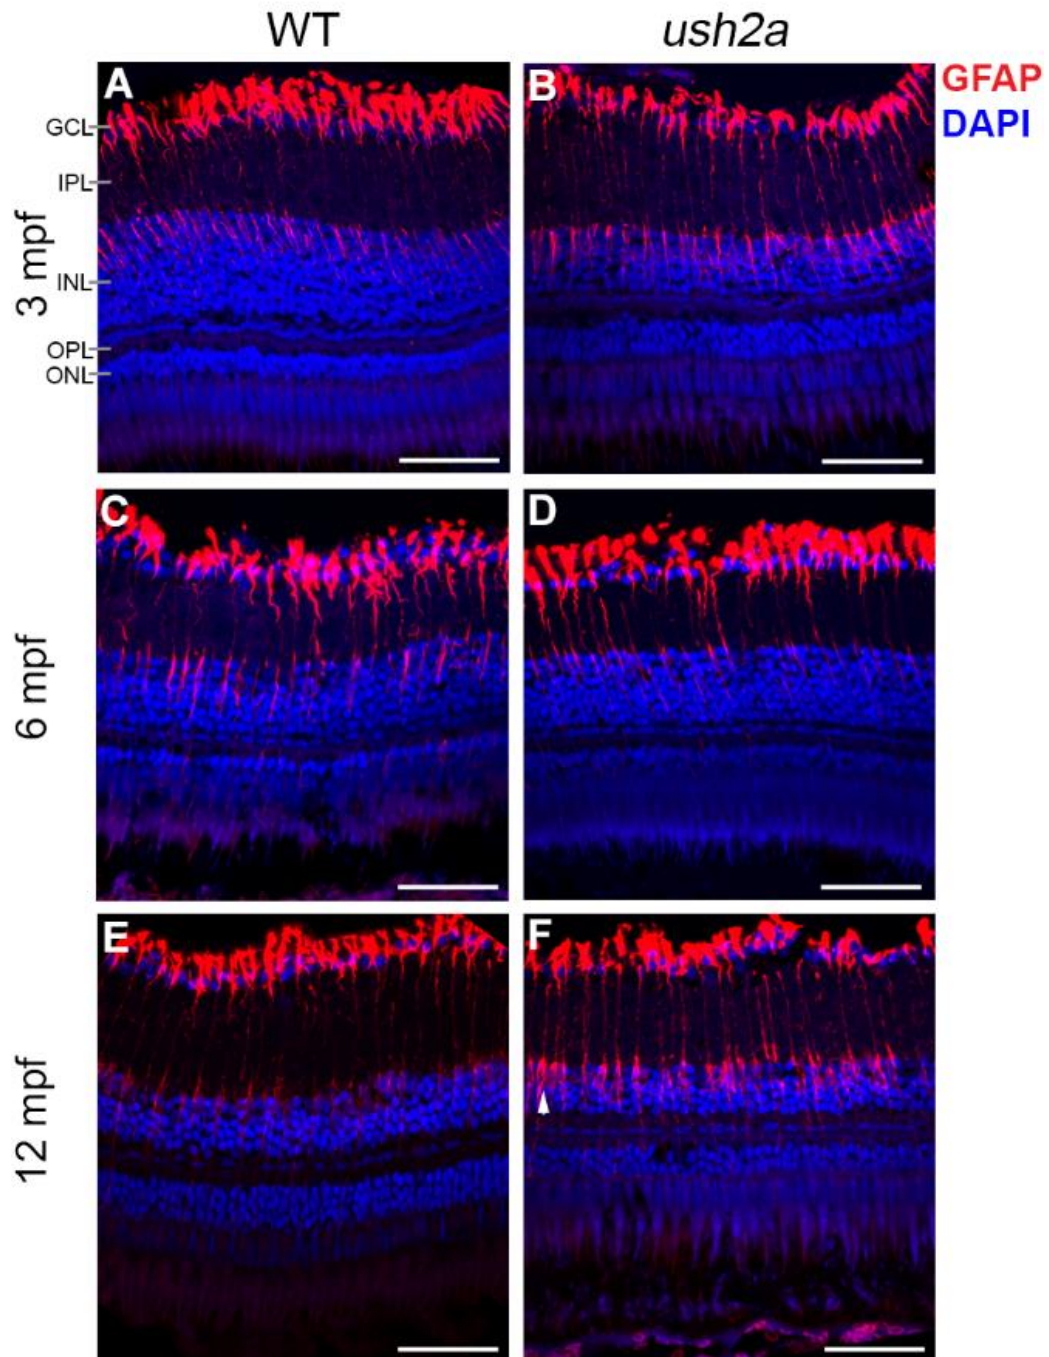 WT ush2a
A B GFAP
DAPI
GCL
IPL
3 mpf
INL
OPL
ONL
C D
6 mpf
E F
12 mpf